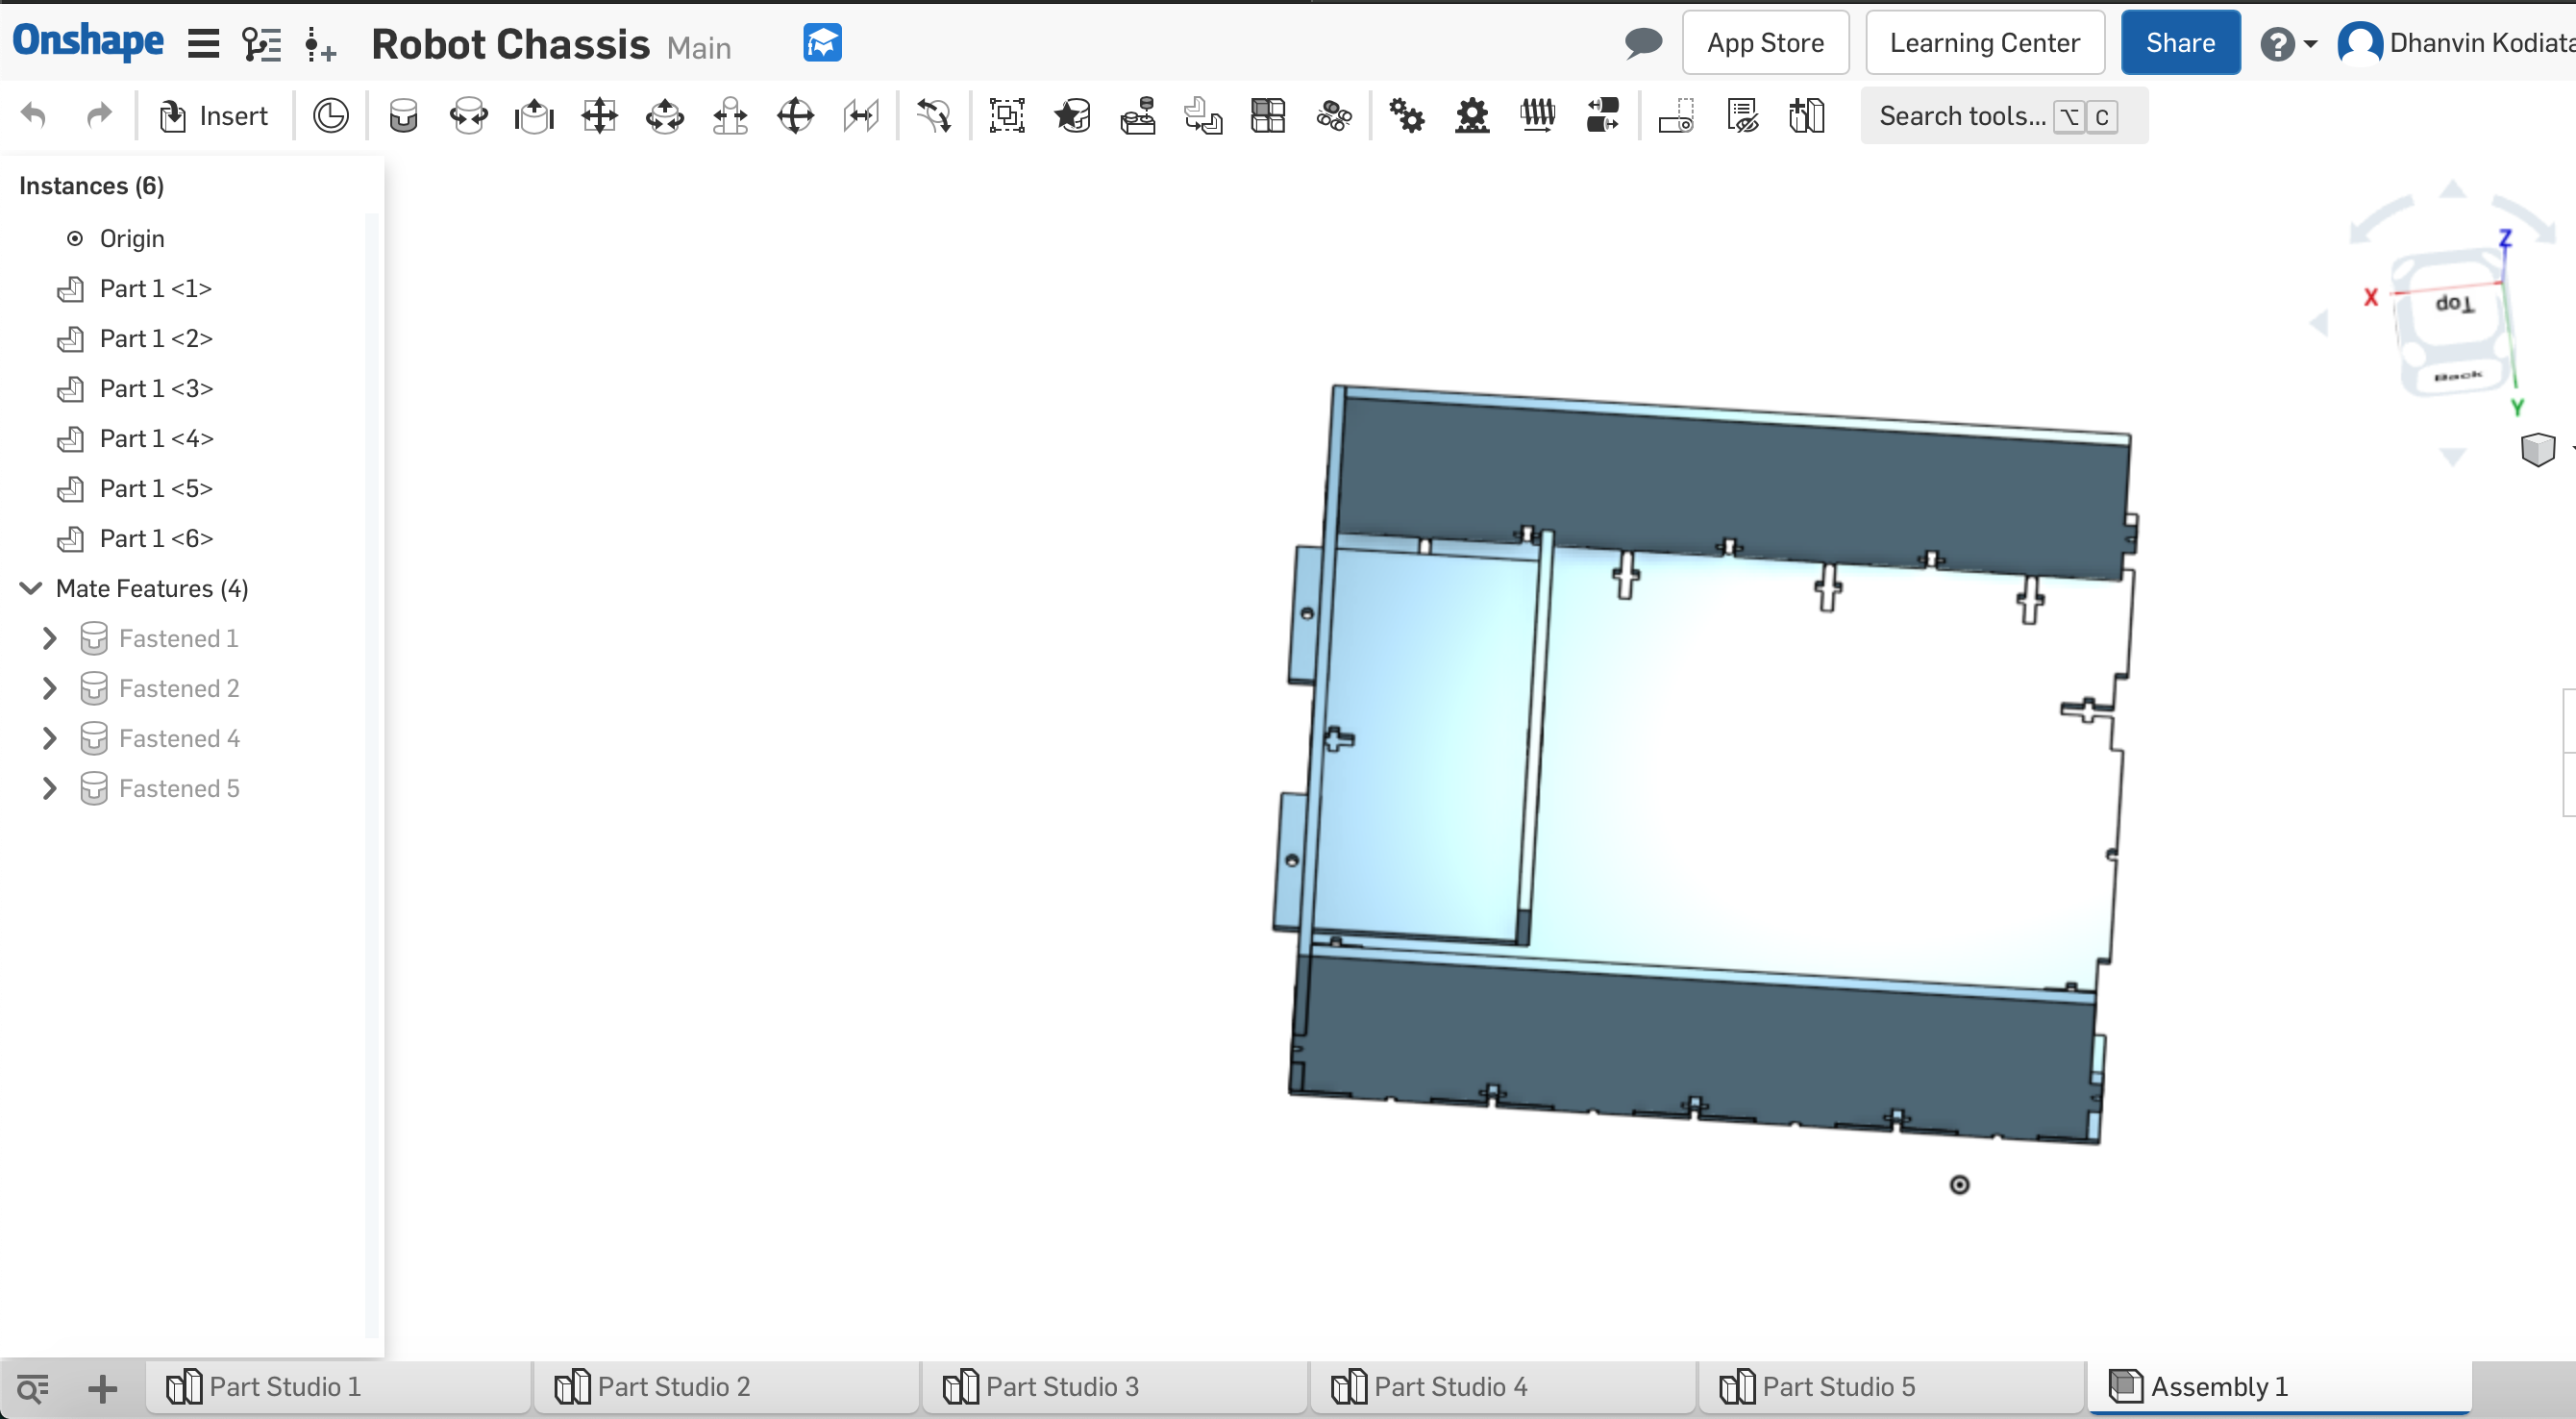 Onshape Robot Chassis Main App Store Learning Center Share Dhanvin Kodiata
Insert Search tools... ⌥ C
Instances (6)
Origin
Part 1 <1>
Part 1 <2>
Part 1 <3>
Part 1 <4>
Part 1 <5>
Part 1 <6>
Mate Features (4)
Fastened 1
Fastened 2
Fastened 4
Fastened 5
Z
X
Top
Back
Y
Part Studio 1 Part Studio 2 Part Studio 3 Part Studio 4 Part Studio 5 Assembly 1